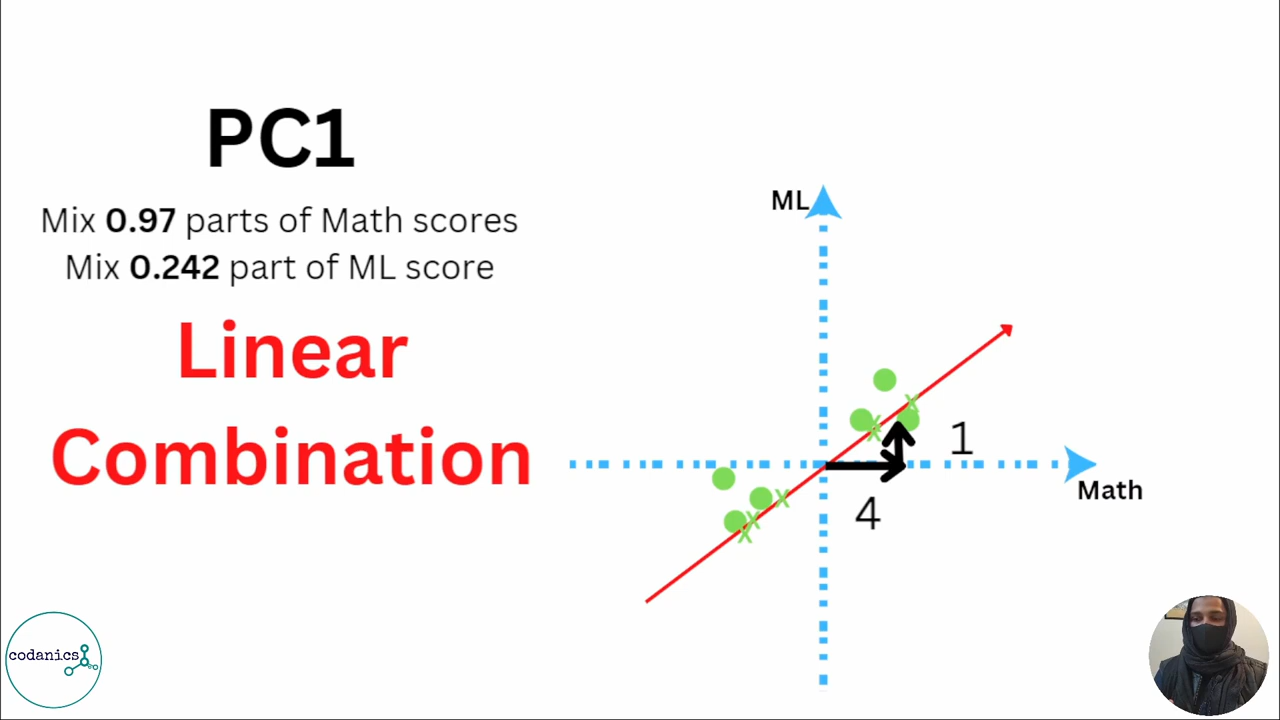 PC1
Mix 0.97 parts of Math scores
Mix 0.242 part of ML score
Linear
Combination
ML
x
x
1
Math
4
x
x
x
codanics